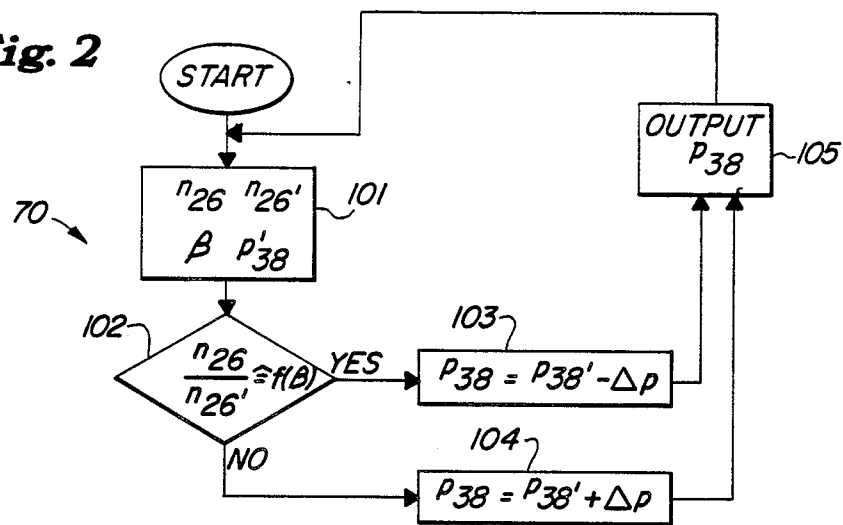 Fig. 2
START
OUTPUT
P38
105
n26 n26'
β p'38
101
70
102
n26
n26'
≙f(β)
YES
103
P38 = P38' - Δp
NO
104
P38 = P38' + Δp